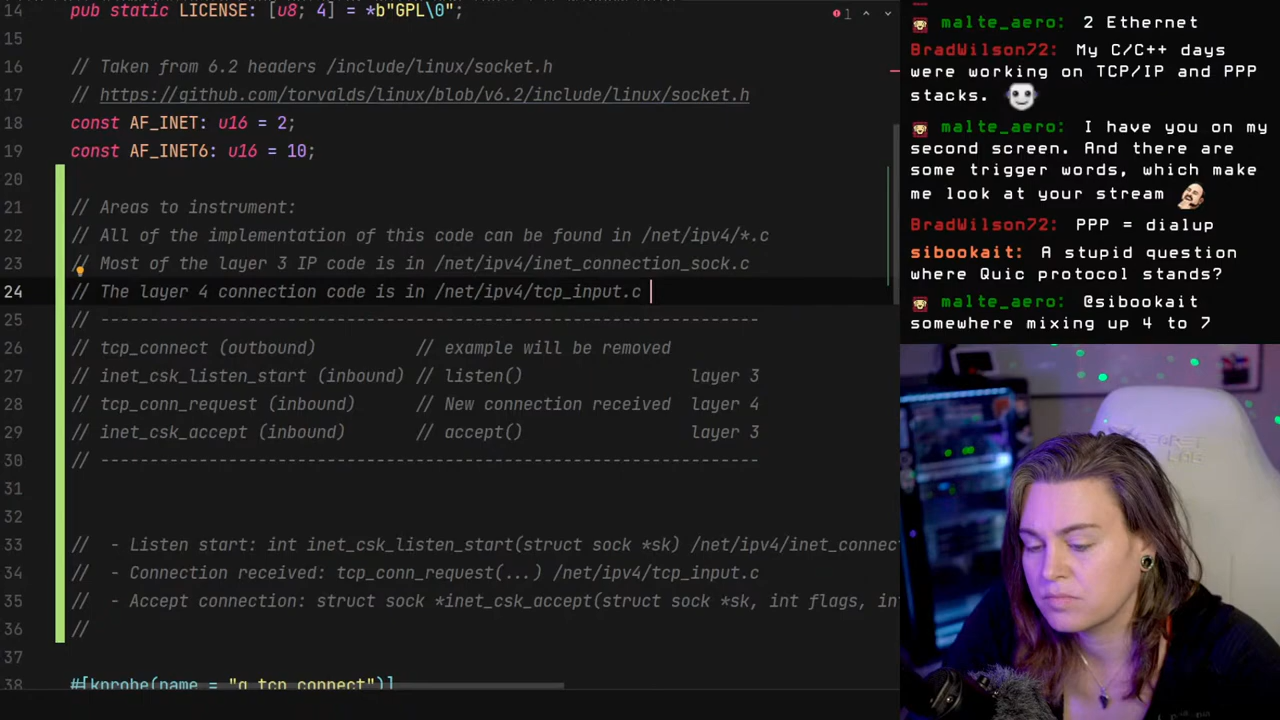 14 pub static LICENSE: [u8; 4] = *b"GPL\0";
15
16 // Taken from 6.2 headers /include/linux/socket.h
17 // https://github.com/torvalds/linux/blob/v6.2/include/linux/socket.h
18 const AF_INET: u16 = 2;
19 const AF_INET6: u16 = 10;
20
21 // Areas to instrument:
22 // All of the implementation of this code can be found in /net/ipv4/*.c
23 // Most of the layer 3 IP code is in /net/ipv4/inet_connection_sock.c
24 // The layer 4 connection code is in /net/ipv4/tcp_input.c
25 // -------------------------------------------------------------------
26 // tcp_connect (outbound) // example will be removed
27 // inet_csk_listen_start (inbound) // listen() layer 3
28 // tcp_conn_request (inbound) // New connection received layer 4
29 // inet_csk_accept (inbound) // accept() layer 3
30 // -------------------------------------------------------------------
31
32
33 // - Listen start: int inet_csk_listen_start(struct sock *sk) /net/ipv4/inet_connec
34 // - Connection received: tcp_conn_request(...) /net/ipv4/tcp_input.c
35 // - Accept connection: struct sock *inet_csk_accept(struct sock *sk, int flags, in
36 //
37
38 #[kprobe(name = "g_tcp_connect")]
1
malte_aero: 2 Ethernet
BradWilson72: My C/C++ days
were working on TCP/IP and PPP
stacks.
malte_aero: I have you on my
second screen. And there are
some trigger words, which make
me look at your stream
BradWilson72: PPP = dialup
sibookait: A stupid question
where Quic protocol stands?
malte_aero: @sibookait
somewhere mixing up 4 to 7